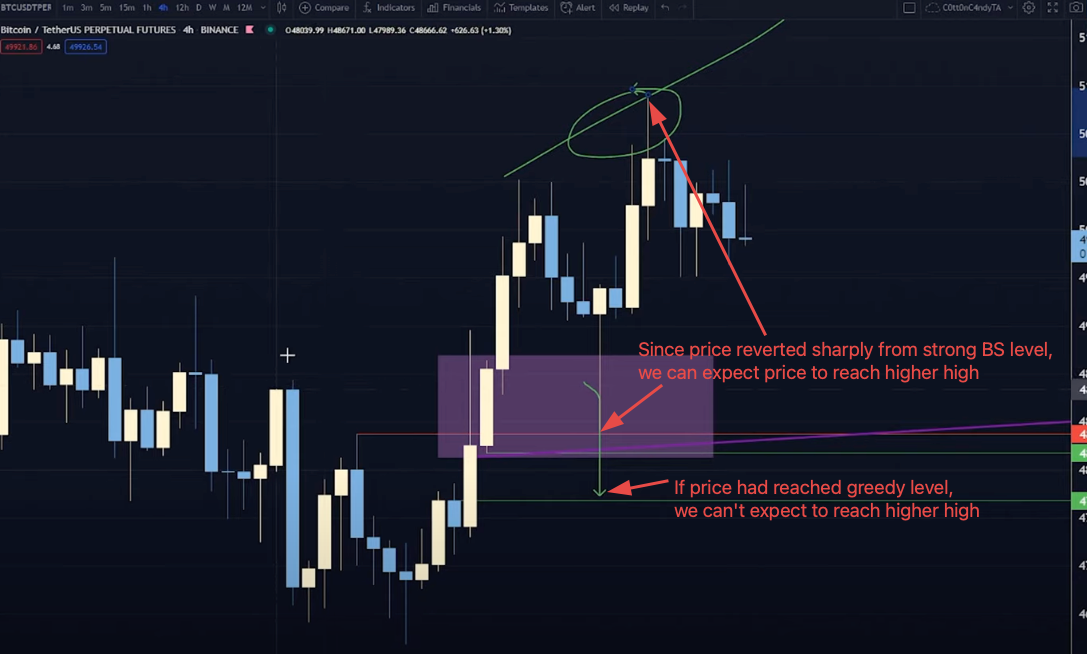 BTCUSDTPER 1m 3m 5m 15m 1h 4h 12h D W M 12M Compare Indicators Financials Templates Alert Replay C0tt0nC4ndyTA
Bitcoin / TetherUS PERPETUAL FUTURES · 4h · BINANCE O48039.99 H48671.00 L47989.36 C48666.62 +626.63 (+1.30%)
49921.86 4.68 49926.54
Since price reverted sharply from strong BS level,
we can expect price to reach higher high
If price had reached greedy level,
we can't expect to reach higher high